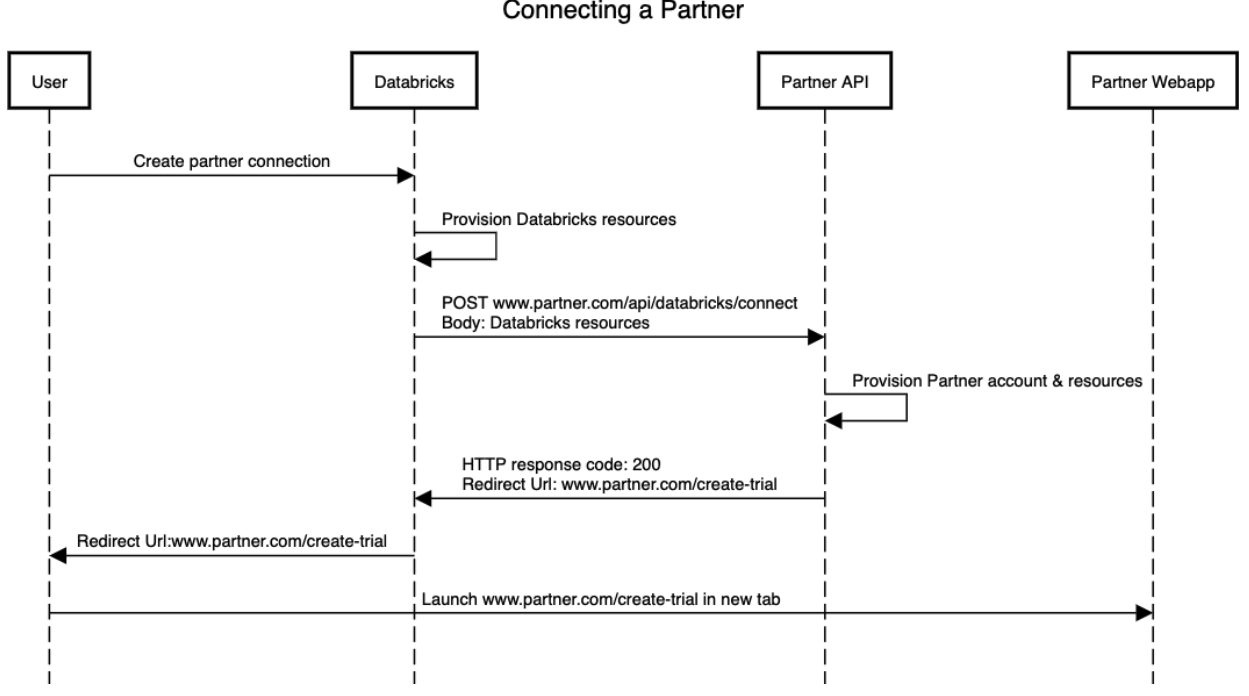 Connecting a Partner
User
Databricks
Partner API
Partner Webapp
Create partner connection
Provision Databricks resources
POST www.partner.com/api/databricks/connect
Body: Databricks resources
Provision Partner account & resources
HTTP response code: 200
Redirect Url: www.partner.com/create-trial
Redirect Url:www.partner.com/create-trial
Launch www.partner.com/create-trial in new tab